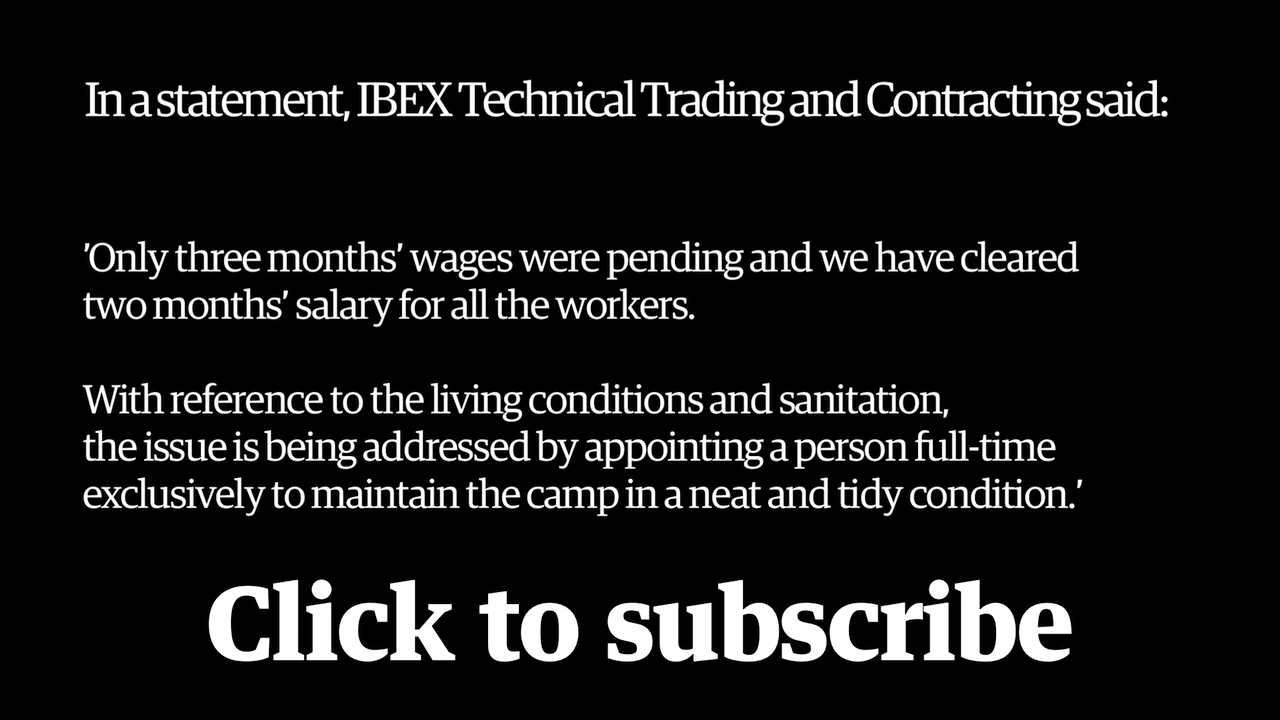 In a statement, IBEX Technical Trading and Contracting said:
’Only three months’ wages were pending and we have cleared
two months’ salary for all the workers.
With reference to the living conditions and sanitation,
the issue is being addressed by appointing a person full-time
exclusively to maintain the camp in a neat and tidy condition.’
Click to subscribe